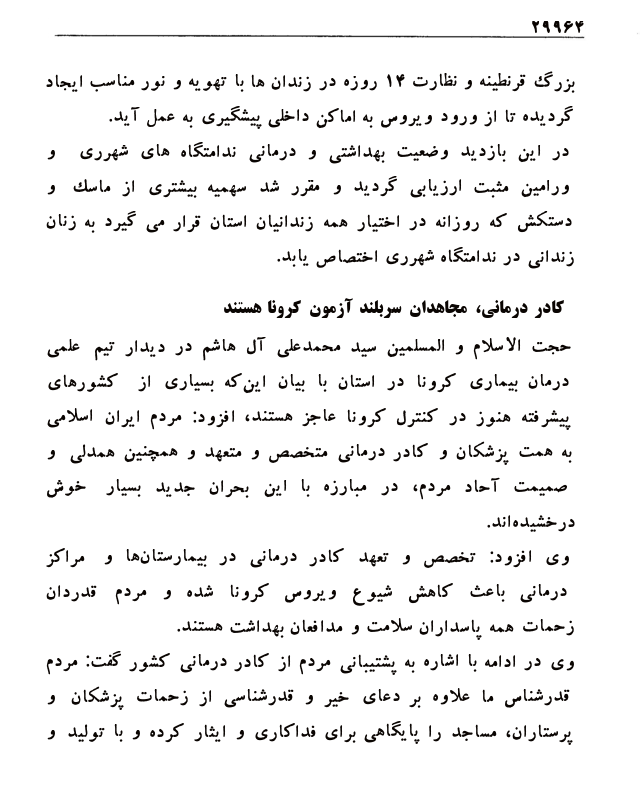 ۲۹۹۶۴
بزرگ قرنطینه و نظارت ۱۴ روزه در زندان ها با تهویه و نور مناسب ایجاد
گردیده تا از ورود ویروس به اماکن داخلی پیشگیری به عمل آید.
در این بازدید وضعیت بهداشتی و درمانی ندامتگاه های شهرری و
ورامین مثبت ارزیابی گردید و مقرر شد سهمیه بیشتری از ماسک و
دستکش که روزانه در اختیار همه زندانیان استان قرار می گیرد به زنان
زندانی در ندامتگاه شهرری اختصاص یابد.
کادر درمانی، مجاهدان سربلند آزمون کرونا هستند
حجت الاسلام و المسلمین سید محمدعلی آل هاشم در دیدار تیم علمی
درمان بیماری کرونا در استان با بیان این‌که بسیاری از کشورهای
پیشرفته هنوز در کنترل کرونا عاجز هستند، افزود: مردم ایران اسلامی
به همت پزشکان و کادر درمانی متخصص و متعهد و همچنین همدلی و
صمیمت آحاد مردم، در مبارزه با این بحران جدید بسیار خوش
درخشیده‌اند.
وی افزود: تخصص و تعهد کادر درمانی در بیمارستان‌ها و مراکز
درمانی باعث کاهش شیوع ویروس کرونا شده و مردم قدردان
زحمات همه پاسداران سلامت و مدافعان بهداشت هستند.
وی در ادامه با اشاره به پشتیبانی مردم از کادر درمانی کشور گفت: مردم
قدرشناس ما علاوه بر دعای خیر و قدرشناسی از زحمات پزشکان و
پرستاران، مساجد را پایگاهی برای فداکاری و ایثار کرده و با تولید و